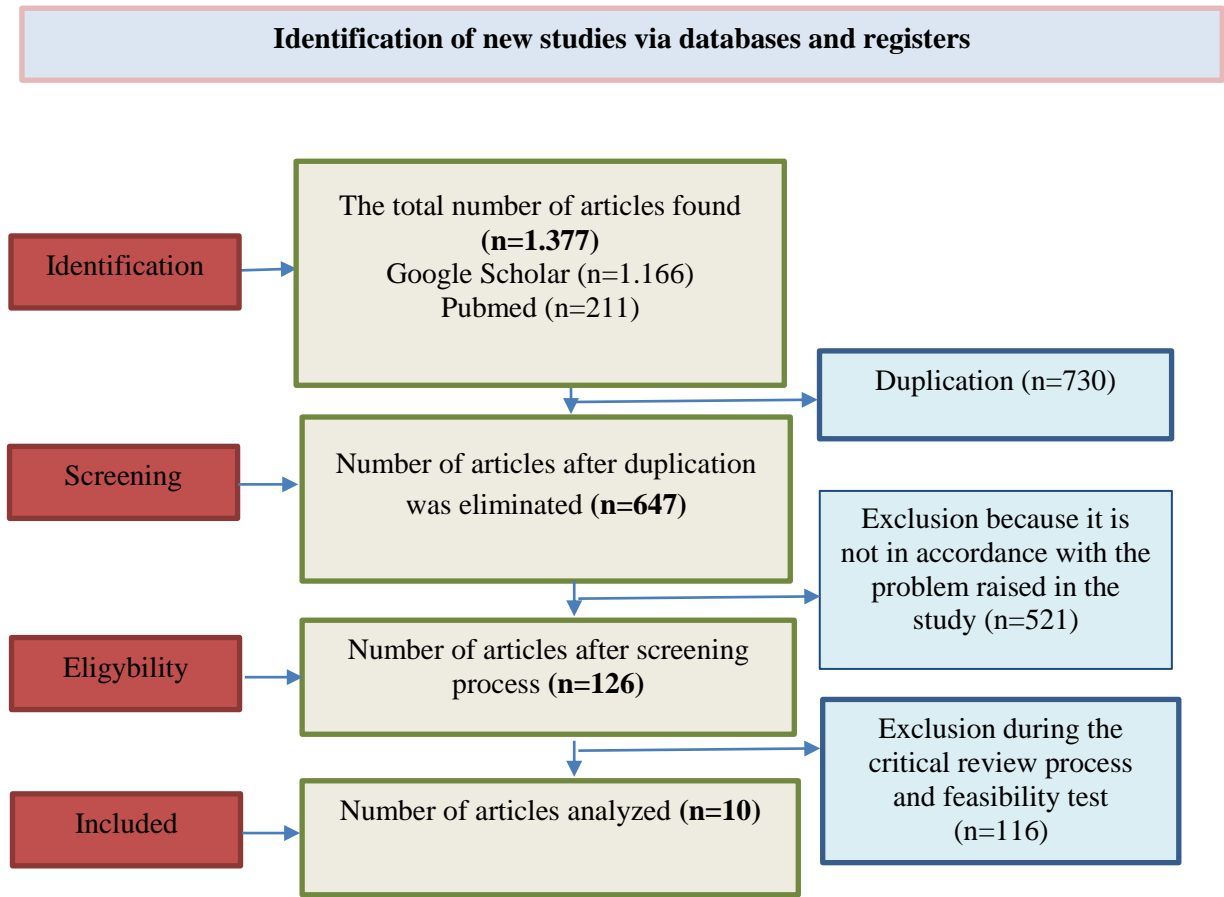 Identification of new studies via databases and registers
Identification
The total number of articles found
(n=1.377)
Google Scholar (n=1.166)
Pubmed (n=211)
Duplication (n=730)
Screening
Number of articles after duplication
was eliminated (n=647)
Exclusion because it is
not in accordance with the
problem raised in the
study (n=521)
Eligybility
Number of articles after screening
process (n=126)
Exclusion during the
critical review process
and feasibility test
(n=116)
Included
Number of articles analyzed (n=10)